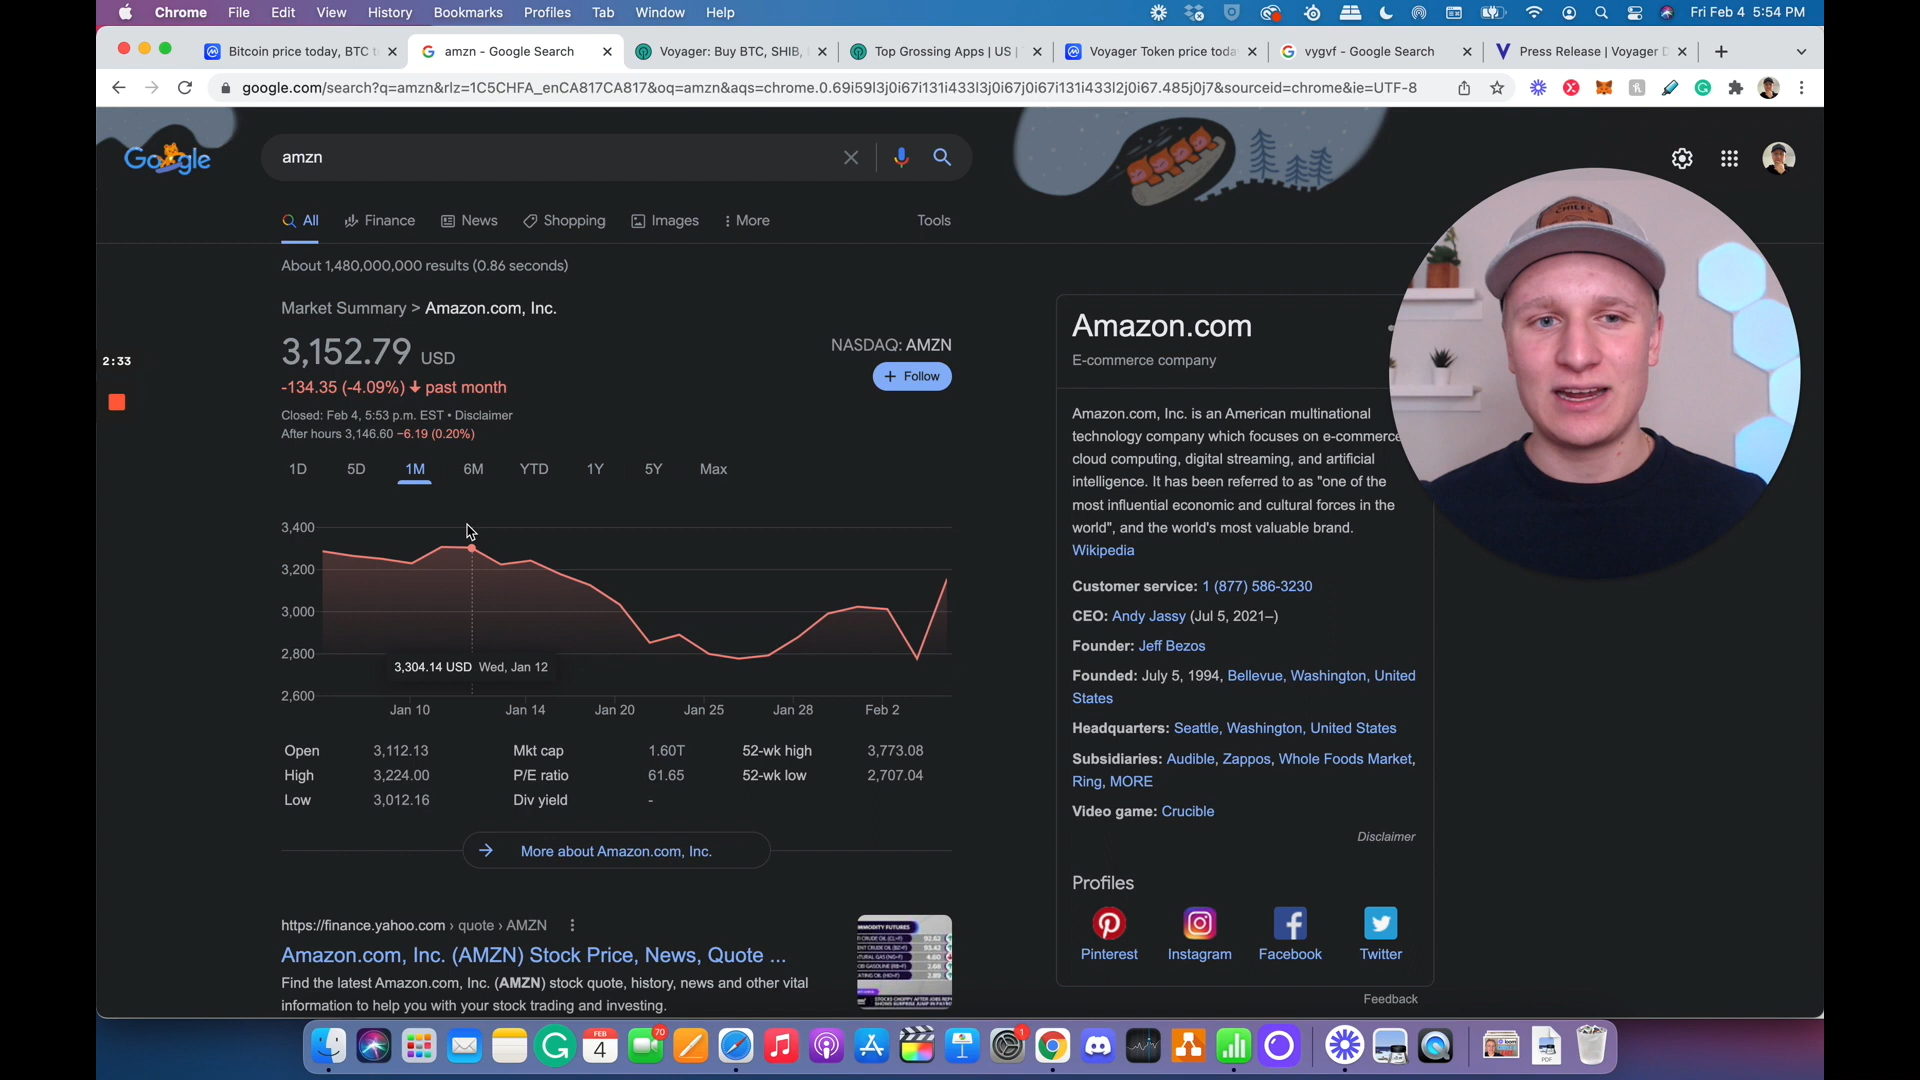 Chrome File Edit View History Bookmarks Profiles Tab Window Help Fri Feb 4 5:54 PM
Bitcoin price today, BTC t amzn - Google Search Voyager: Buy BTC, SHIB, Top Grossing Apps | US | Voyager Token price toda vygvf - Google Search Press Release | Voyager D
google.com/search?q=amzn&rlz=1C5CHFA_enCA817CA817&oq=amzn&aqs=chrome.0.69i59l3j0i67i131i433l3j0i67j0i67i131i433l2j0i67.485j0j7&sourceid=chrome&ie=UTF-8
Google amzn
All Finance News Shopping Images More Tools
About 1,480,000,000 results (0.86 seconds)
Market Summary > Amazon.com, Inc.
3,152.79 USD
NASDAQ: AMZN
-134.35 (-4.09%) past month
+ Follow
Closed: Feb 4, 5:53 p.m. EST • Disclaimer
After hours 3,146.60 −6.19 (0.20%)
1D 5D 1M 6M YTD 1Y 5Y Max
3,400
3,200
3,000
2,800
2,600
3,304.14 USD Wed, Jan 12
Jan 10 Jan 14 Jan 20 Jan 25 Jan 28 Feb 2
Open 3,112.13 Mkt cap 1.60T 52-wk high 3,773.08
High 3,224.00 P/E ratio 61.65 52-wk low 2,707.04
Low 3,012.16 Div yield -
More about Amazon.com, Inc.
https://finance.yahoo.com › quote › AMZN
Amazon.com, Inc. (AMZN) Stock Price, News, Quote ...
Find the latest Amazon.com, Inc. (AMZN) stock quote, history, news and other vital
information to help you with your stock trading and investing.
2:33
Amazon.com
E-commerce company
Amazon.com, Inc. is an American multinational
technology company which focuses on e-commerce
cloud computing, digital streaming, and artificial
intelligence. It has been referred to as "one of the
most influential economic and cultural forces in the
world", and the world's most valuable brand.
Wikipedia
Customer service: 1 (877) 586-3230
CEO: Andy Jassy (Jul 5, 2021–)
Founder: Jeff Bezos
Founded: July 5, 1994, Bellevue, Washington, United
States
Headquarters: Seattle, Washington, United States
Subsidiaries: Audible, Zappos, Whole Foods Market,
Ring, MORE
Video game: Crucible
Disclaimer
Profiles
Pinterest Instagram Facebook Twitter
Feedback
CHIEFS
FEB
4
70
1
PDF